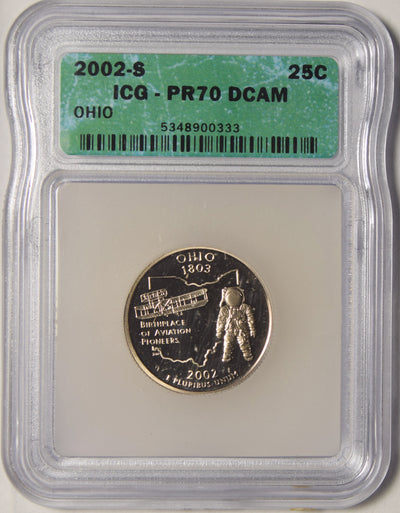 2002-S 25C
ICG - PR70 DCAM
OHIO
5348900333
OHIO
1803
BIRTHPLACE
OF AVIATION
PIONEERS
2002
E PLURIBUS UNUM